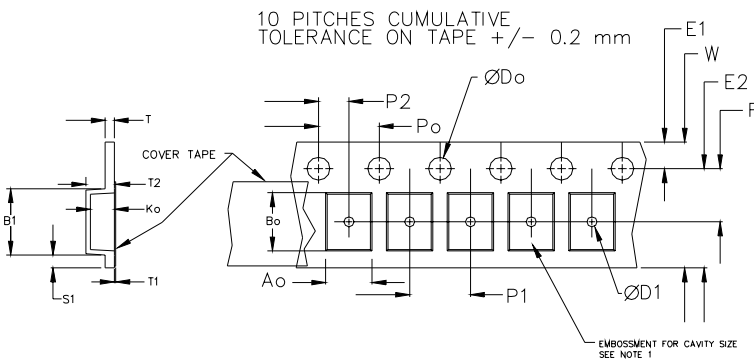 10 PITCHES CUMULATIVE
TOLERANCE ON TAPE +/- 0.2 mm
E1
W
ØDo
E2
P2
F
Po
T
COVER TAPE
T2
B1
Ko
Bo
T1
S1
Ao
P1
ØD1
EMBOSSMENT FOR CAVITY SIZE
SEE NOTE 1